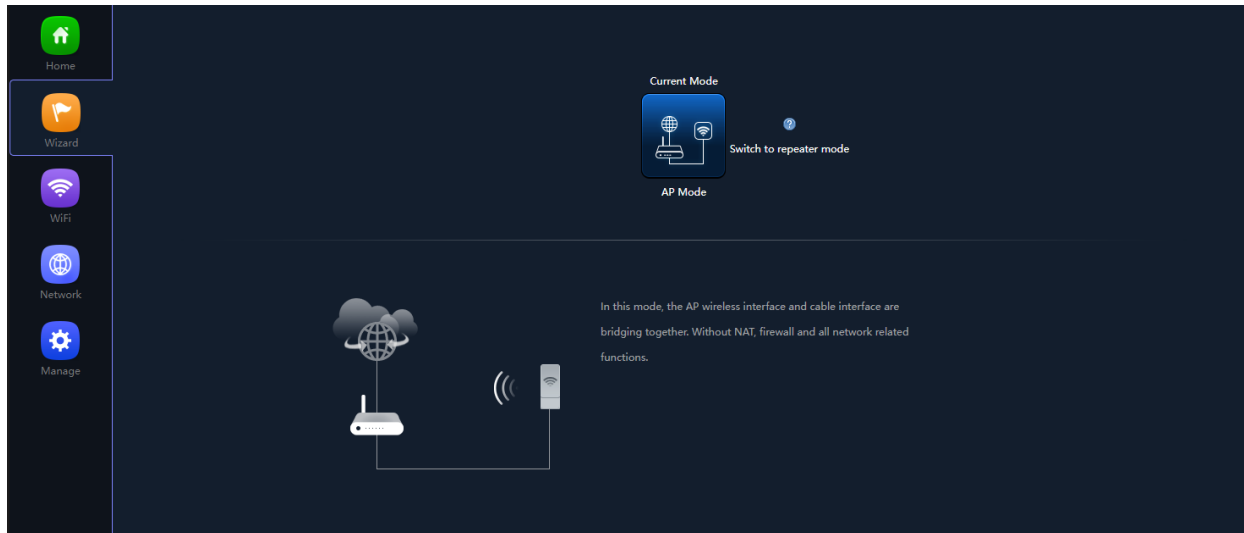 Home
Wizard
WiFi
Network
Manage
Current Mode
?
Switch to repeater mode
AP Mode
In this mode, the AP wireless interface and cable interface are
bridging together. Without NAT, firewall and all network related
functions.